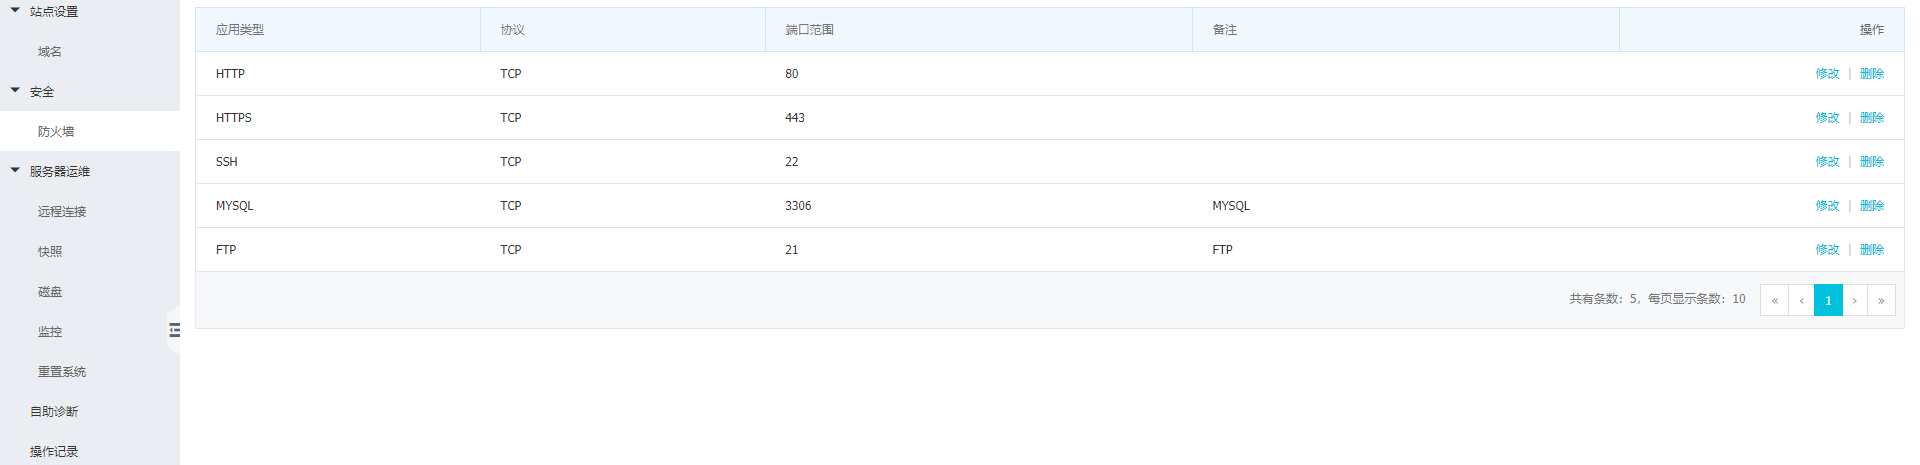 站点设置
域名
安全
防火墙
服务器运维
远程连接
快照
磁盘
监控
重置系统
自助诊断
操作记录
应用类型 协议 端口范围 备注 操作
HTTP TCP 80 修改 | 删除
HTTPS TCP 443 修改 | 删除
SSH TCP 22 修改 | 删除
MYSQL TCP 3306 MYSQL 修改 | 删除
FTP TCP 21 FTP 修改 | 删除
共有条数: 5, 每页显示条数: 10 « ‹ 1 › »